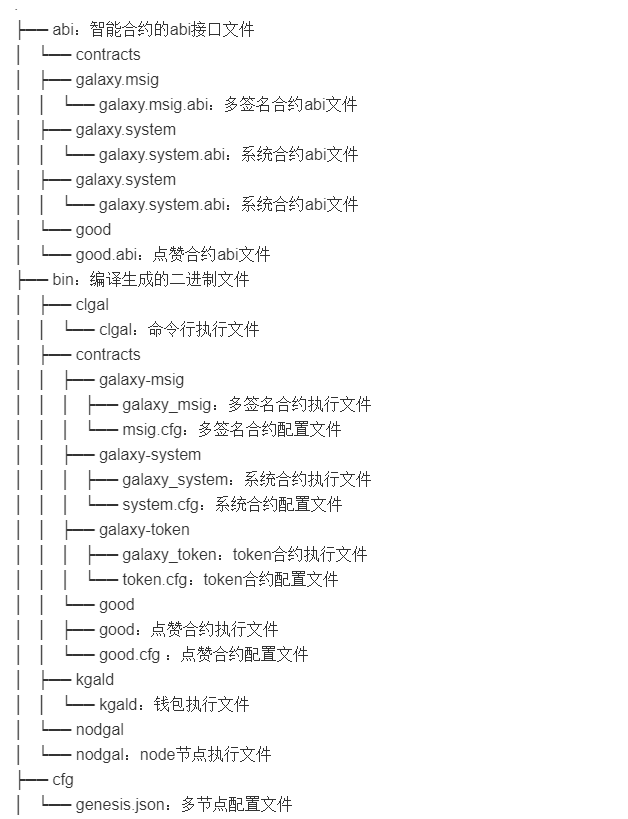 .
├── abi：智能合约的abi接口文件
│   └── contracts
│   ├── galaxy.msig
│   │   └── galaxy.msig.abi：多签名合约abi文件
│   ├── galaxy.system
│   │   └── galaxy.system.abi：系统合约abi文件
│   ├── galaxy.system
│   │   └── galaxy.system.abi：系统合约abi文件
│   └── good
│   └── good.abi：点赞合约abi文件
├── bin：编译生成的二进制文件
│   ├── clgal
│   │   └── clgal：命令行执行文件
│   ├── contracts
│   │   ├── galaxy-msig
│   │   │   ├── galaxy_msig：多签名合约执行文件
│   │   │   └── msig.cfg：多签名合约配置文件
│   │   ├── galaxy-system
│   │   │   ├── galaxy_system：系统合约执行文件
│   │   │   └── system.cfg：系统合约配置文件
│   │   ├── galaxy-token
│   │   │   ├── galaxy_token：token合约执行文件
│   │   │   └── token.cfg：token合约配置文件
│   │   └── good
│   │   ├── good：点赞合约执行文件
│   │   └── good.cfg ：点赞合约配置文件
│   ├── kgald
│   │   └── kgald：钱包执行文件
│   └── nodgal
│   └── nodgal：node节点执行文件
├── cfg
│   └── genesis.json：多节点配置文件